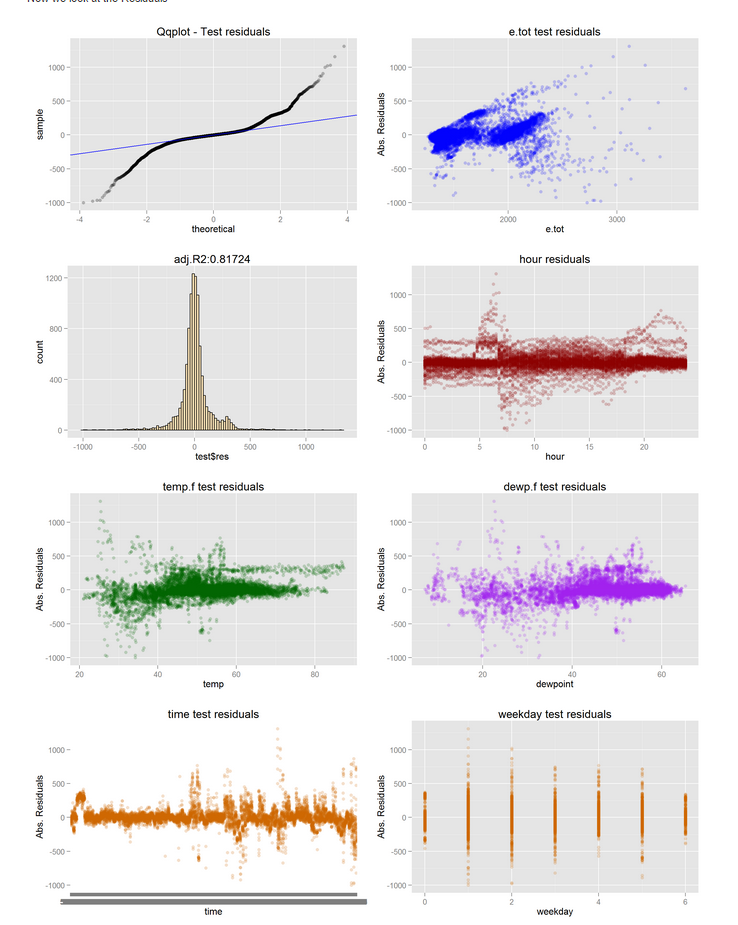 Now we look at the Residuals
Qqplot - Test residuals
1000
500
0
-500
-1000
sample
-4
-2
0
2
4
theoretical
e.tot test residuals
1000
500
0
-500
-1000
Abs. Residuals
2000
3000
e.tot
adj.R2:0.81724
1200
800
400
0
count
-1000
-500
0
500
1000
test$res
hour residuals
1000
500
0
-500
-1000
Abs. Residuals
0
5
10
15
20
hour
temp.f test residuals
1000
500
0
-500
-1000
Abs. Residuals
20
40
60
80
temp
dewp.f test residuals
1000
500
0
-500
-1000
Abs. Residuals
20
40
60
dewpoint
time test residuals
1000
500
0
-500
-1000
Abs. Residuals
time
weekday test residuals
1000
500
0
-500
-1000
Abs. Residuals
0
2
4
6
weekday